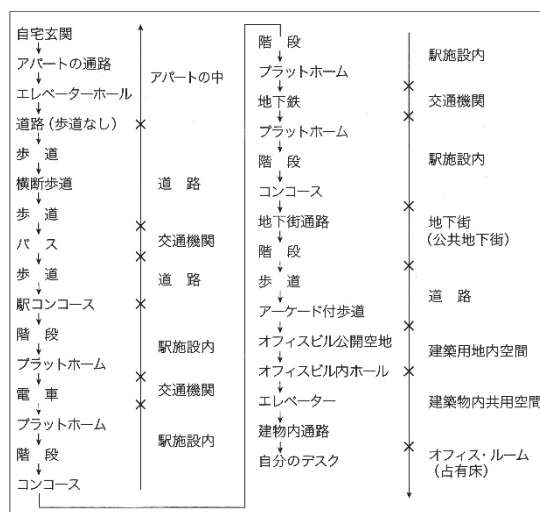 自宅玄関
アパートの通路
エレベーターホール
道路(歩道なし)
歩道
横断歩道
歩道
バス
歩道
駅コンコース
階段
プラットホーム
電車
プラットホーム
階段
コンコース
アパートの中
道路
交通機関
道路
駅施設内
交通機関
駅施設内
階段
プラットホーム
地下鉄
プラットホーム
階段
コンコース
地下街通路
階段
歩道
アーケード付歩道
オフィスビル公開空地
オフィスビル内ホール
エレベーター
建物内通路
自分のデスク
駅施設内
交通機関
駅施設内
地下街
(公共地下街)
道路
建築用地内空間
建築物内共用空間
オフィス・ルーム
(占有床)